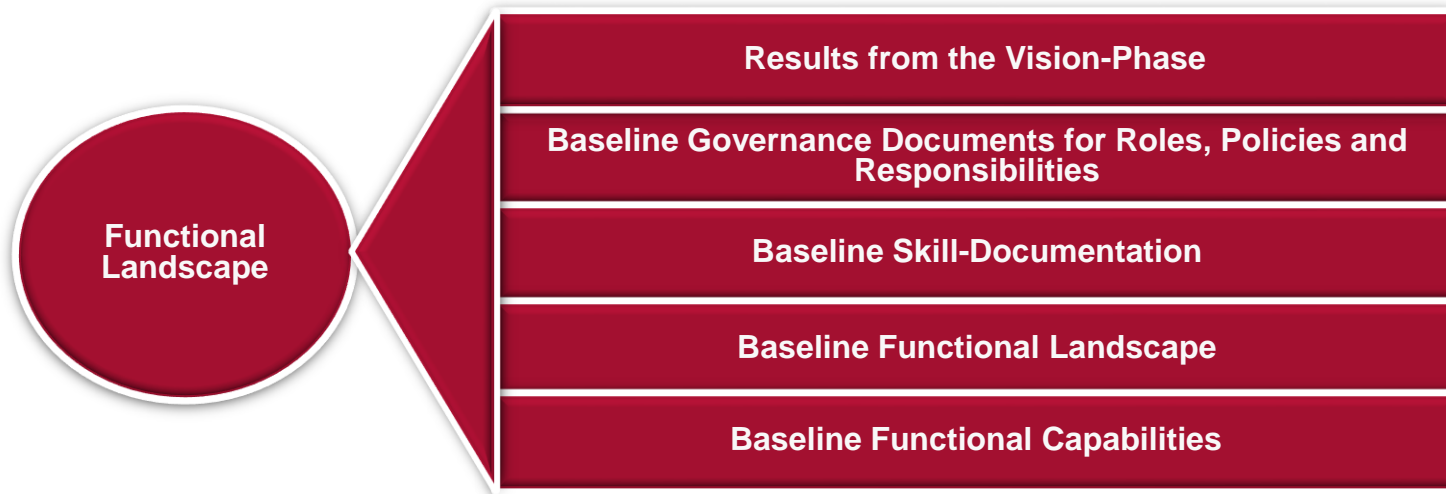 Functional
Landscape
Results from the Vision-Phase
Baseline Governance Documents for Roles, Policies and
Responsibilities
Baseline Skill-Documentation
Baseline Functional Landscape
Baseline Functional Capabilities